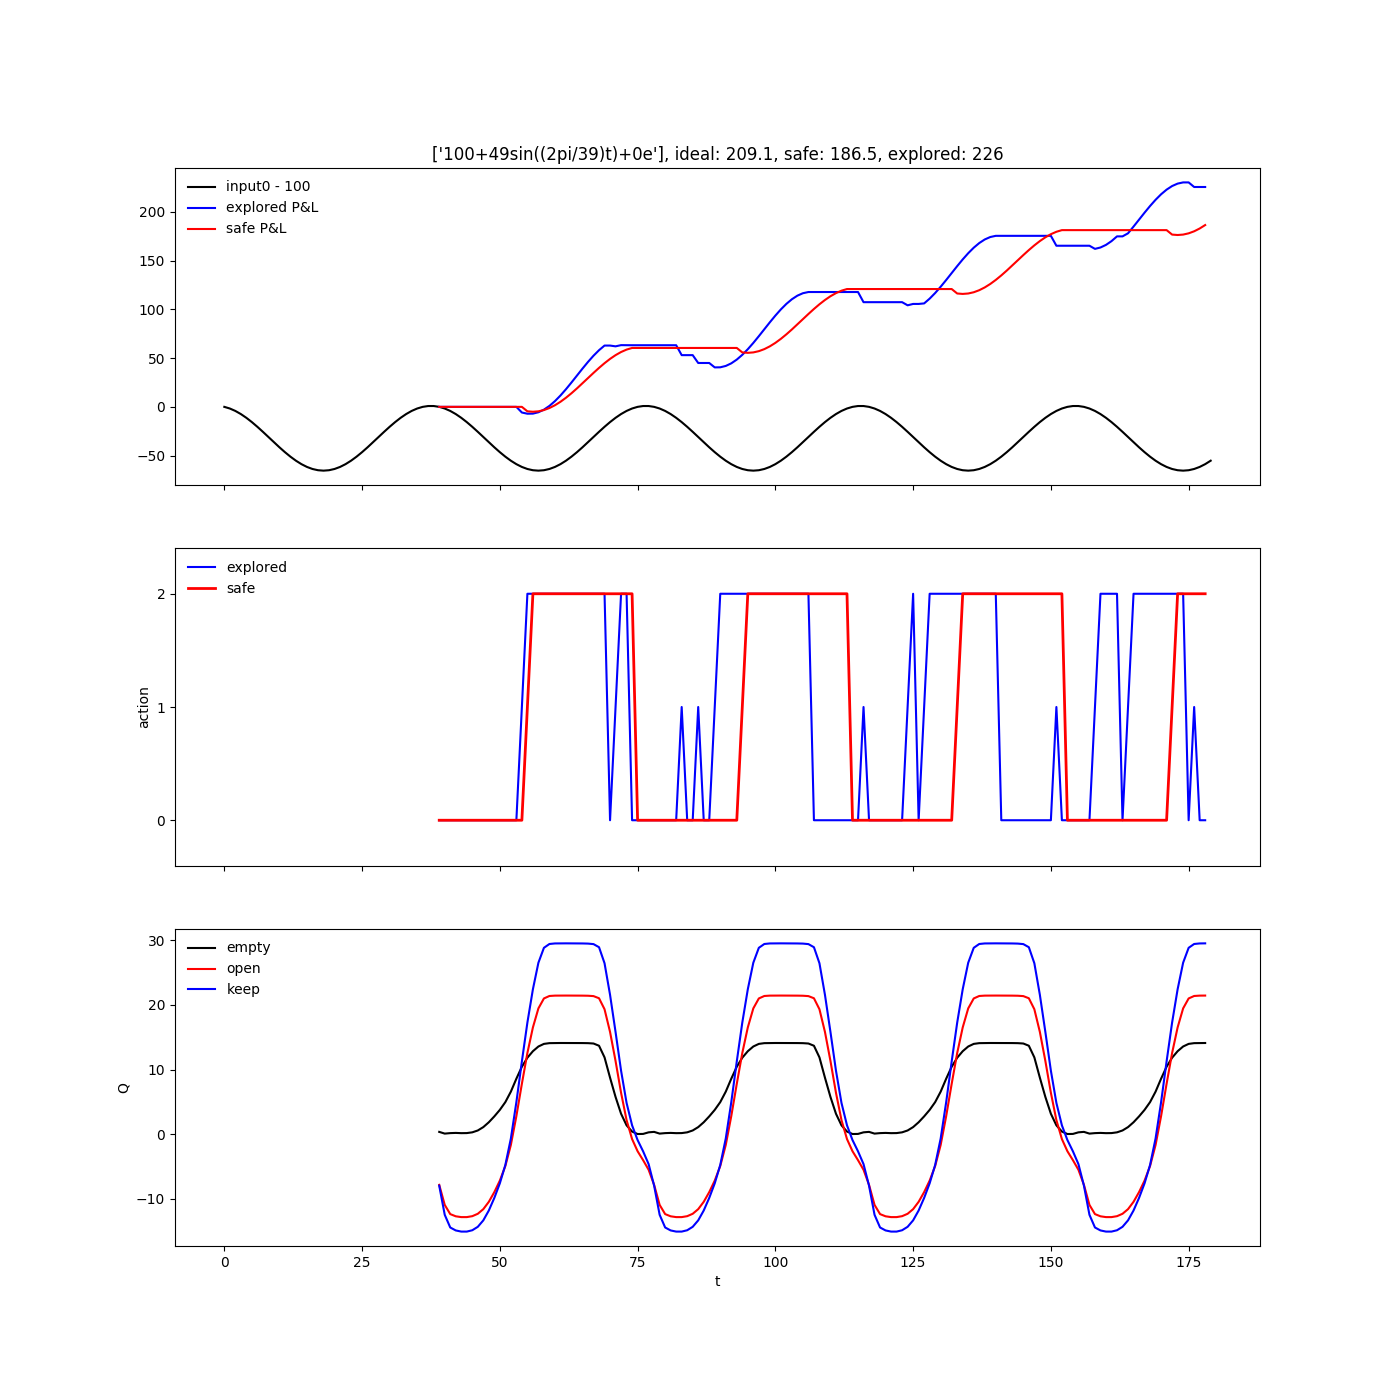 ['100+49sin((2pi/39)t)+0e'], ideal: 209.1, safe: 186.5, explored: 226
input0 - 100
explored P&L
safe P&L
200
150
100
50
0
−50
explored
safe
2
1
0
action
empty
open
keep
30
20
10
0
−10
Q
0 25 50 75 100 125 150 175
t